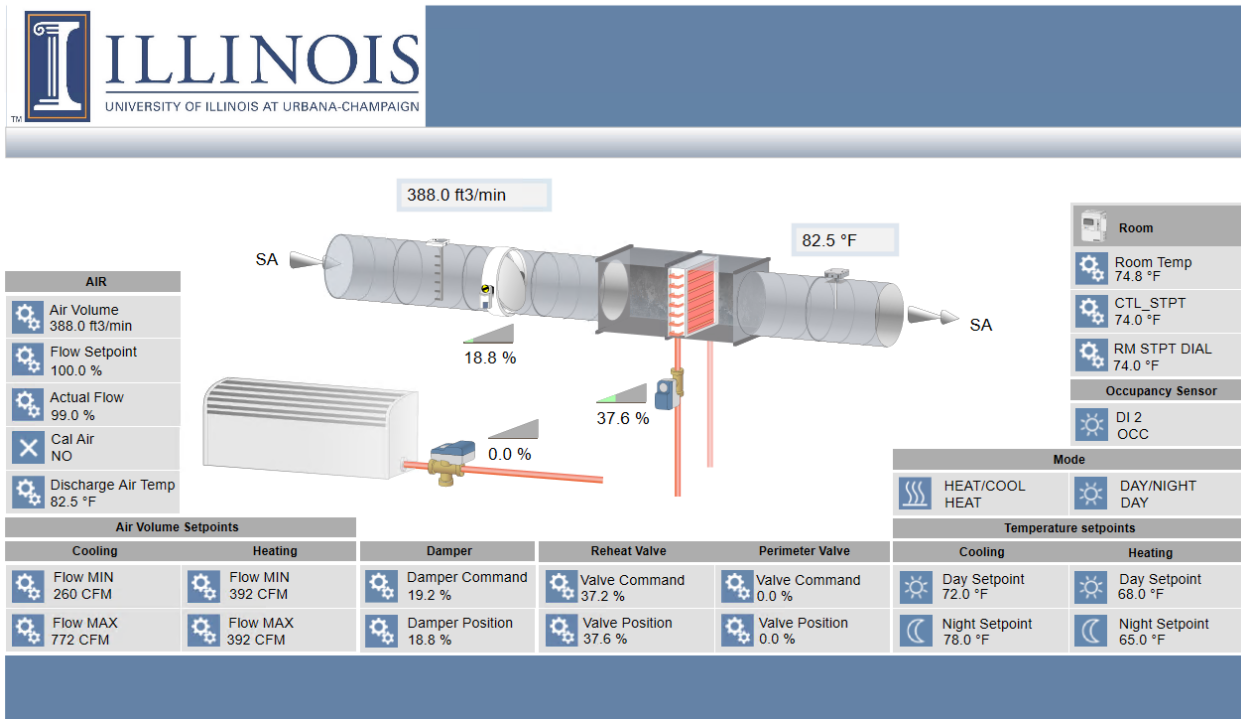 ILLINOIS
UNIVERSITY OF ILLINOIS AT URBANA-CHAMPAIGN
TM
388.0 ft3/min
82.5 °F
SA
SA
18.8 %
37.6 %
0.0 %
AIR
Air Volume
388.0 ft3/min
Flow Setpoint
100.0 %
Actual Flow
99.0 %
Cal Air
NO
Discharge Air Temp
82.5 °F
Room
Room Temp
74.8 °F
CTL_STPT
74.0 °F
RM STPT DIAL
74.0 °F
Occupancy Sensor
DI 2
OCC
Mode
HEAT/COOL
HEAT
DAY/NIGHT
DAY
Air Volume Setpoints
Cooling
Heating
Flow MIN
260 CFM
Flow MIN
392 CFM
Flow MAX
772 CFM
Flow MAX
392 CFM
Damper
Damper Command
19.2 %
Damper Position
18.8 %
Reheat Valve
Valve Command
37.2 %
Valve Position
37.6 %
Perimeter Valve
Valve Command
0.0 %
Valve Position
0.0 %
Temperature setpoints
Cooling
Heating
Day Setpoint
72.0 °F
Day Setpoint
68.0 °F
Night Setpoint
78.0 °F
Night Setpoint
65.0 °F